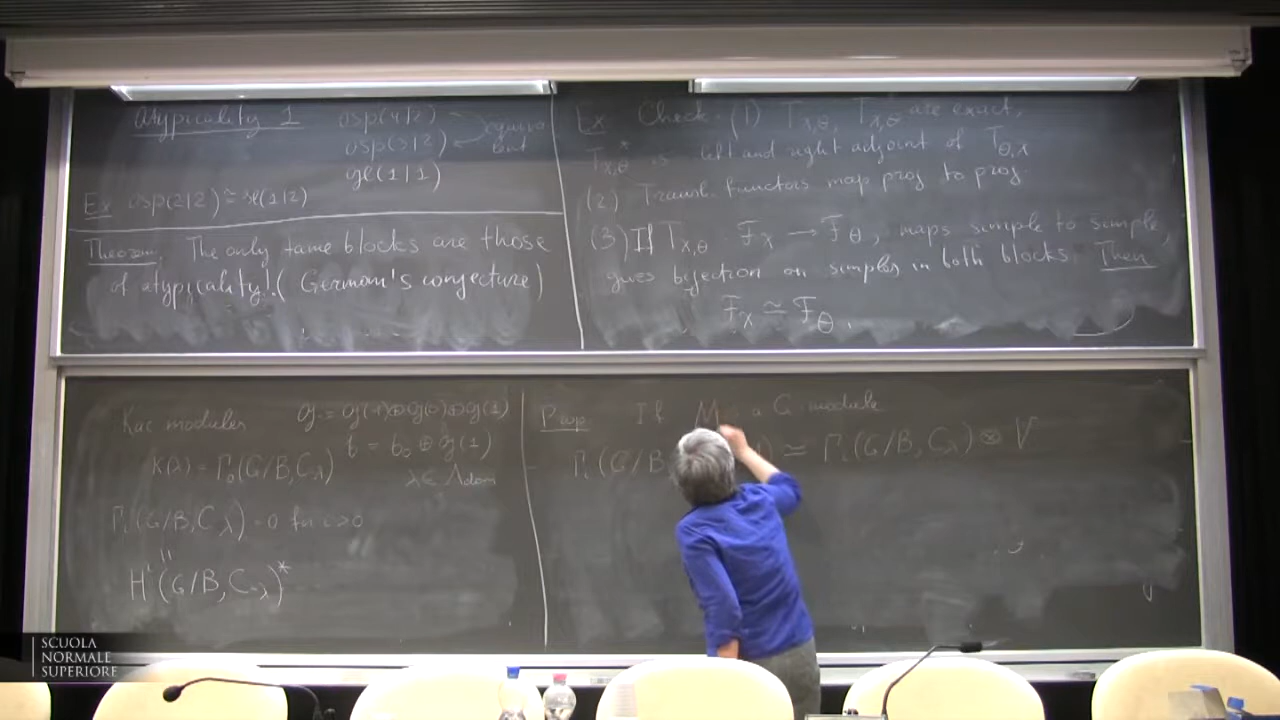 Atypicality 1
osp(4|2)
osp(3|2)
gl(1|1)
Ex osp(2|2) ≅ sl(1|2)
Theorem. The only tame blocks are those
of atypicality 1. (Germoni's conjecture)
Ex Check (1) T_{χ,θ}, are exact,
is left and right adjoint of T_{θ,χ}
(2) Transl. functors map proj to proj.
(3) If T_{χ,θ} : F_χ → F_θ, maps simple to simple,
gives bijection on simples in both blocks. Then
F_χ ≃ F_θ.
Kac modules g = g(-1)⊕g(0)⊕g(1)
b = b_0 ⊕ g(1)
K(λ) = Γ_0(G/B, C_λ)
λ ∈ Λ_dom
Γ_i(G/B, C_λ) = 0 for i>0
H^i(G/B, C_{-λ})^*
Prop. If M a G-module
Γ_i(G/B ) ≃ Γ_i(G/B, C_λ) ⊗ V
SCUOLA
NORMALE
SUPERIORE